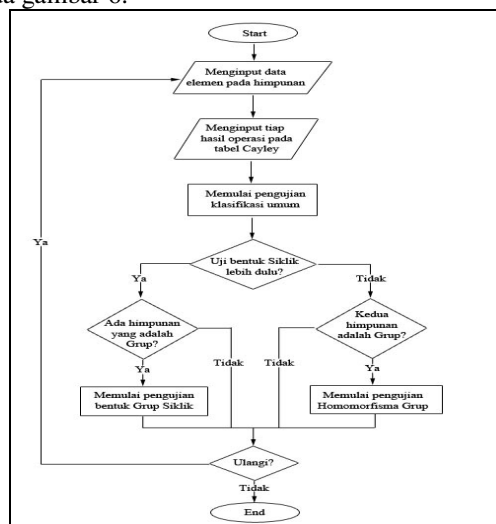 da gambar 6.
Start
Menginput data
elemen pada himpunan
Menginput tiap
hasil operasi pada
tabel Cayley
Memulai pengujian
klasifikasi umum
Uji bentuk Siklik
lebih dulu?
Ya
Ya
Tidak
Ada himpunan
yang adalah
Grup?
Kedua
himpunan
adalah Grup?
Ya
Tidak
Tidak
Ya
Memulai pengujian
bentuk Grup Siklik
Memulai pengujian
Homomorfisma Grup
Ulangi?
Tidak
End